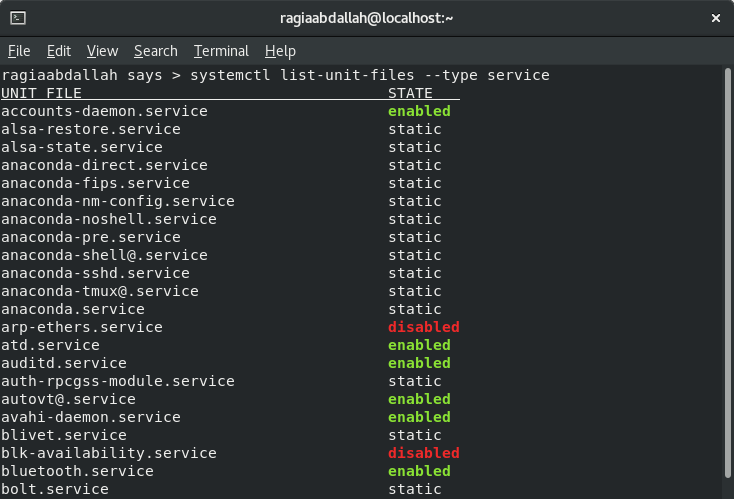 ragiaabdallah@localhost:~
File Edit View Search Terminal Help
ragiaabdallah says > systemctl list-unit-files --type service
UNIT FILE STATE
accounts-daemon.service enabled
alsa-restore.service static
alsa-state.service static
anaconda-direct.service static
anaconda-fips.service static
anaconda-nm-config.service static
anaconda-noshell.service static
anaconda-pre.service static
anaconda-shell@.service static
anaconda-sshd.service static
anaconda-tmux@.service static
anaconda.service static
arp-ethers.service disabled
atd.service enabled
auditd.service enabled
auth-rpcgss-module.service static
autovt@.service enabled
avahi-daemon.service enabled
blivet.service static
blk-availability.service disabled
bluetooth.service enabled
bolt.service static